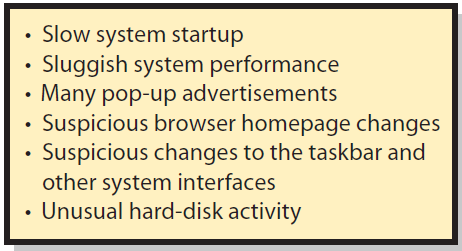 • Slow system startup
• Sluggish system performance
• Many pop-up advertisements
• Suspicious browser homepage changes
• Suspicious changes to the taskbar and
other system interfaces
• Unusual hard-disk activity